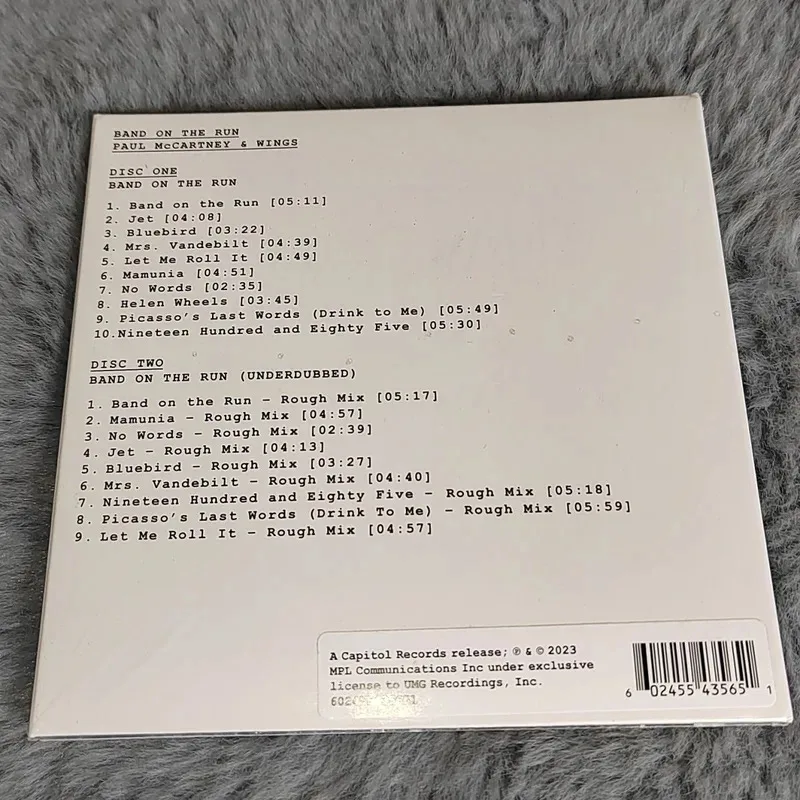 BAND ON THE RUN
PAUL McCARTNEY & WINGS
DISC ONE
BAND ON THE RUN
1. Band on the Run [05:11]
2. Jet [04:08]
3. Bluebird [03:22]
4. Mrs. Vandebilt [04:39]
5. Let Me Roll It [04:49]
6. Mamunia [04:51]
7. No Words [02:35]
8. Helen Wheels [03:45]
9. Picasso's Last Words (Drink to Me) [05:49]
10.Nineteen Hundred and Eighty Five [05:30]
DISC TWO
BAND ON THE RUN (UNDERDUBBED)
1. Band on the Run – Rough Mix [05:17]
2. Mamunia – Rough Mix [04:57]
3. No Words – Rough Mix [02:39]
4. Jet – Rough Mix [04:13]
5. Bluebird – Rough Mix [03:27]
6. Mrs. Vandebilt – Rough Mix [04:40]
7. Nineteen Hundred and Eighty Five – Rough Mix [05:18]
8. Picasso's Last Words (Drink To Me) – Rough Mix [05:59]
9. Let Me Roll It – Rough Mix [04:57]
A Capitol Records release; ℗ & © 2023
MPL Communications Inc under exclusive
license to UMG Recordings, Inc.
6 02455 43565 1